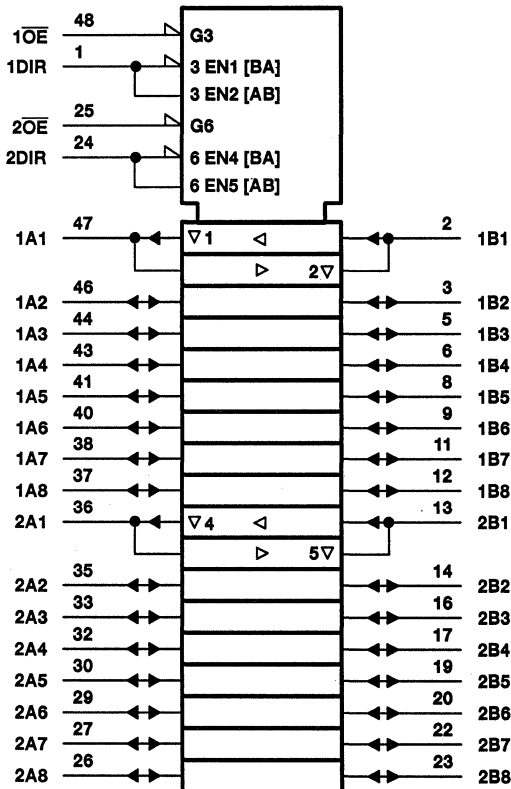 1OE 48 G3
1DIR 1 3 EN1 [BA]
3 EN2 [AB]
2OE 25 G6
2DIR 24 6 EN4 [BA]
6 EN5 [AB]
1A1 47 ▽1 ◁ 2 1B1
▷ 2▽
1A2 46 3 1B2
1A3 44 5 1B3
1A4 43 6 1B4
1A5 41 8 1B5
1A6 40 9 1B6
1A7 38 11 1B7
1A8 37 12 1B8
2A1 36 ▽4 ◁ 13 2B1
▷ 5▽
2A2 35 14 2B2
2A3 33 16 2B3
2A4 32 17 2B4
2A5 30 19 2B5
2A6 29 20 2B6
2A7 27 22 2B7
2A8 26 23 2B8